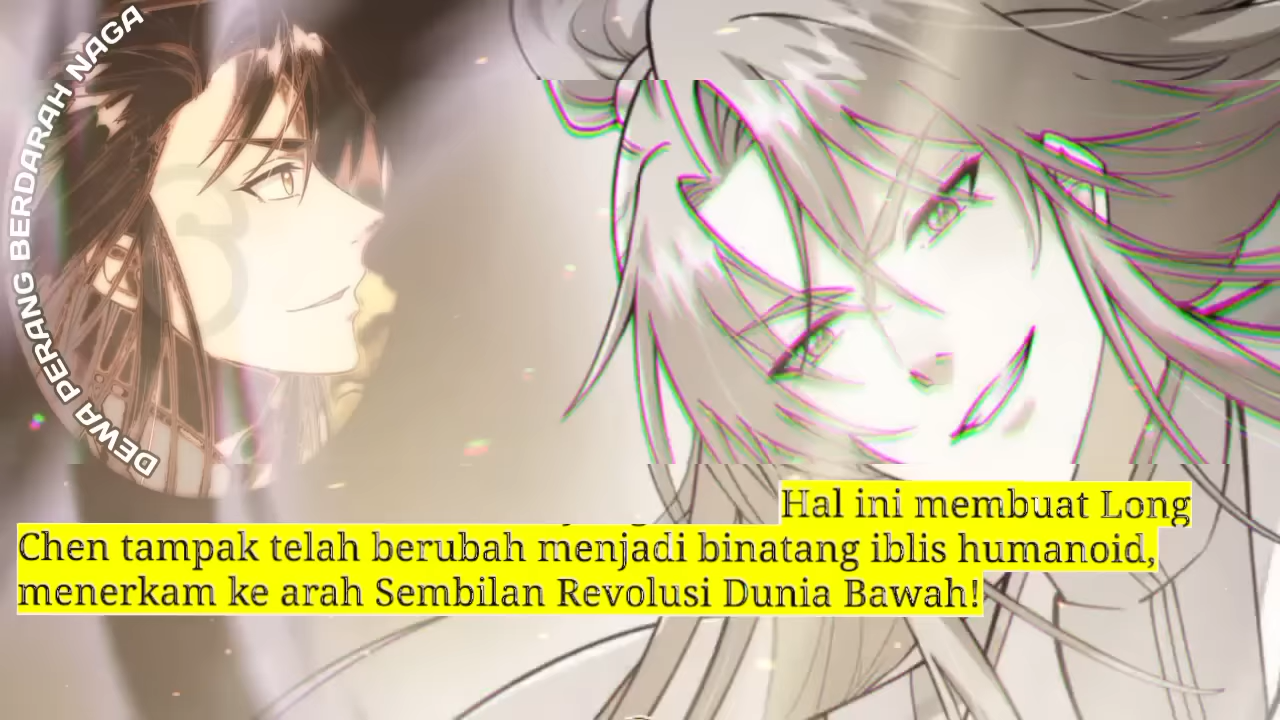 DEWA PERANG BERDARAH NAGA
Hal ini membuat Long
Chen tampak telah berubah menjadi binatang iblis humanoid,
menerkam ke arah Sembilan Revolusi Dunia Bawah!